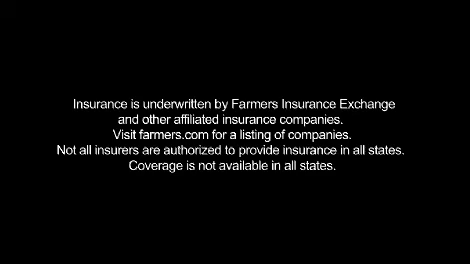 Insurance is underwritten by Farmers Insurance Exchange
and other affiliated insurance companies.
Visit farmers.com for a listing of companies.
Not all insurers are authorized to provide insurance in all states.
Coverage is not available in all states.